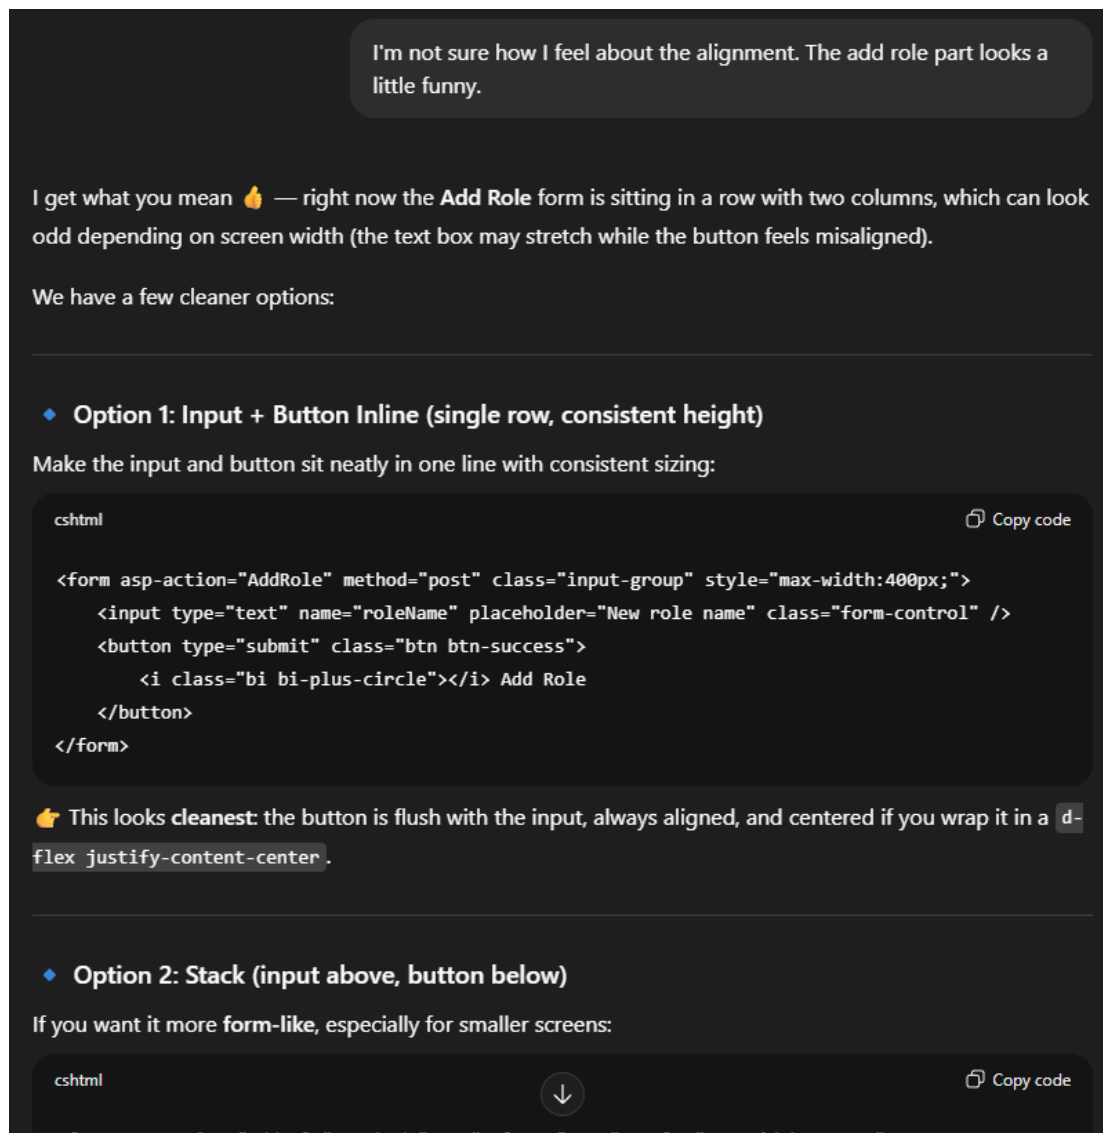 I'm not sure how I feel about the alignment. The add role part looks a
little funny.
I get what you mean 👍 — right now the Add Role form is sitting in a row with two columns, which can look
odd depending on screen width (the text box may stretch while the button feels misaligned).
We have a few cleaner options:
🔹 Option 1: Input + Button Inline (single row, consistent height)
Make the input and button sit neatly in one line with consistent sizing:
cshtml
Copy code
<form asp-action="AddRole" method="post" class="input-group" style="max-width:400px;">
    <input type="text" name="roleName" placeholder="New role name" class="form-control" />
    <button type="submit" class="btn btn-success">
        <i class="bi bi-plus-circle"></i> Add Role
    </button>
</form>
👉 This looks cleanest: the button is flush with the input, always aligned, and centered if you wrap it in a d-
flex justify-content-center.
🔹 Option 2: Stack (input above, button below)
If you want it more form-like, especially for smaller screens:
cshtml
Copy code